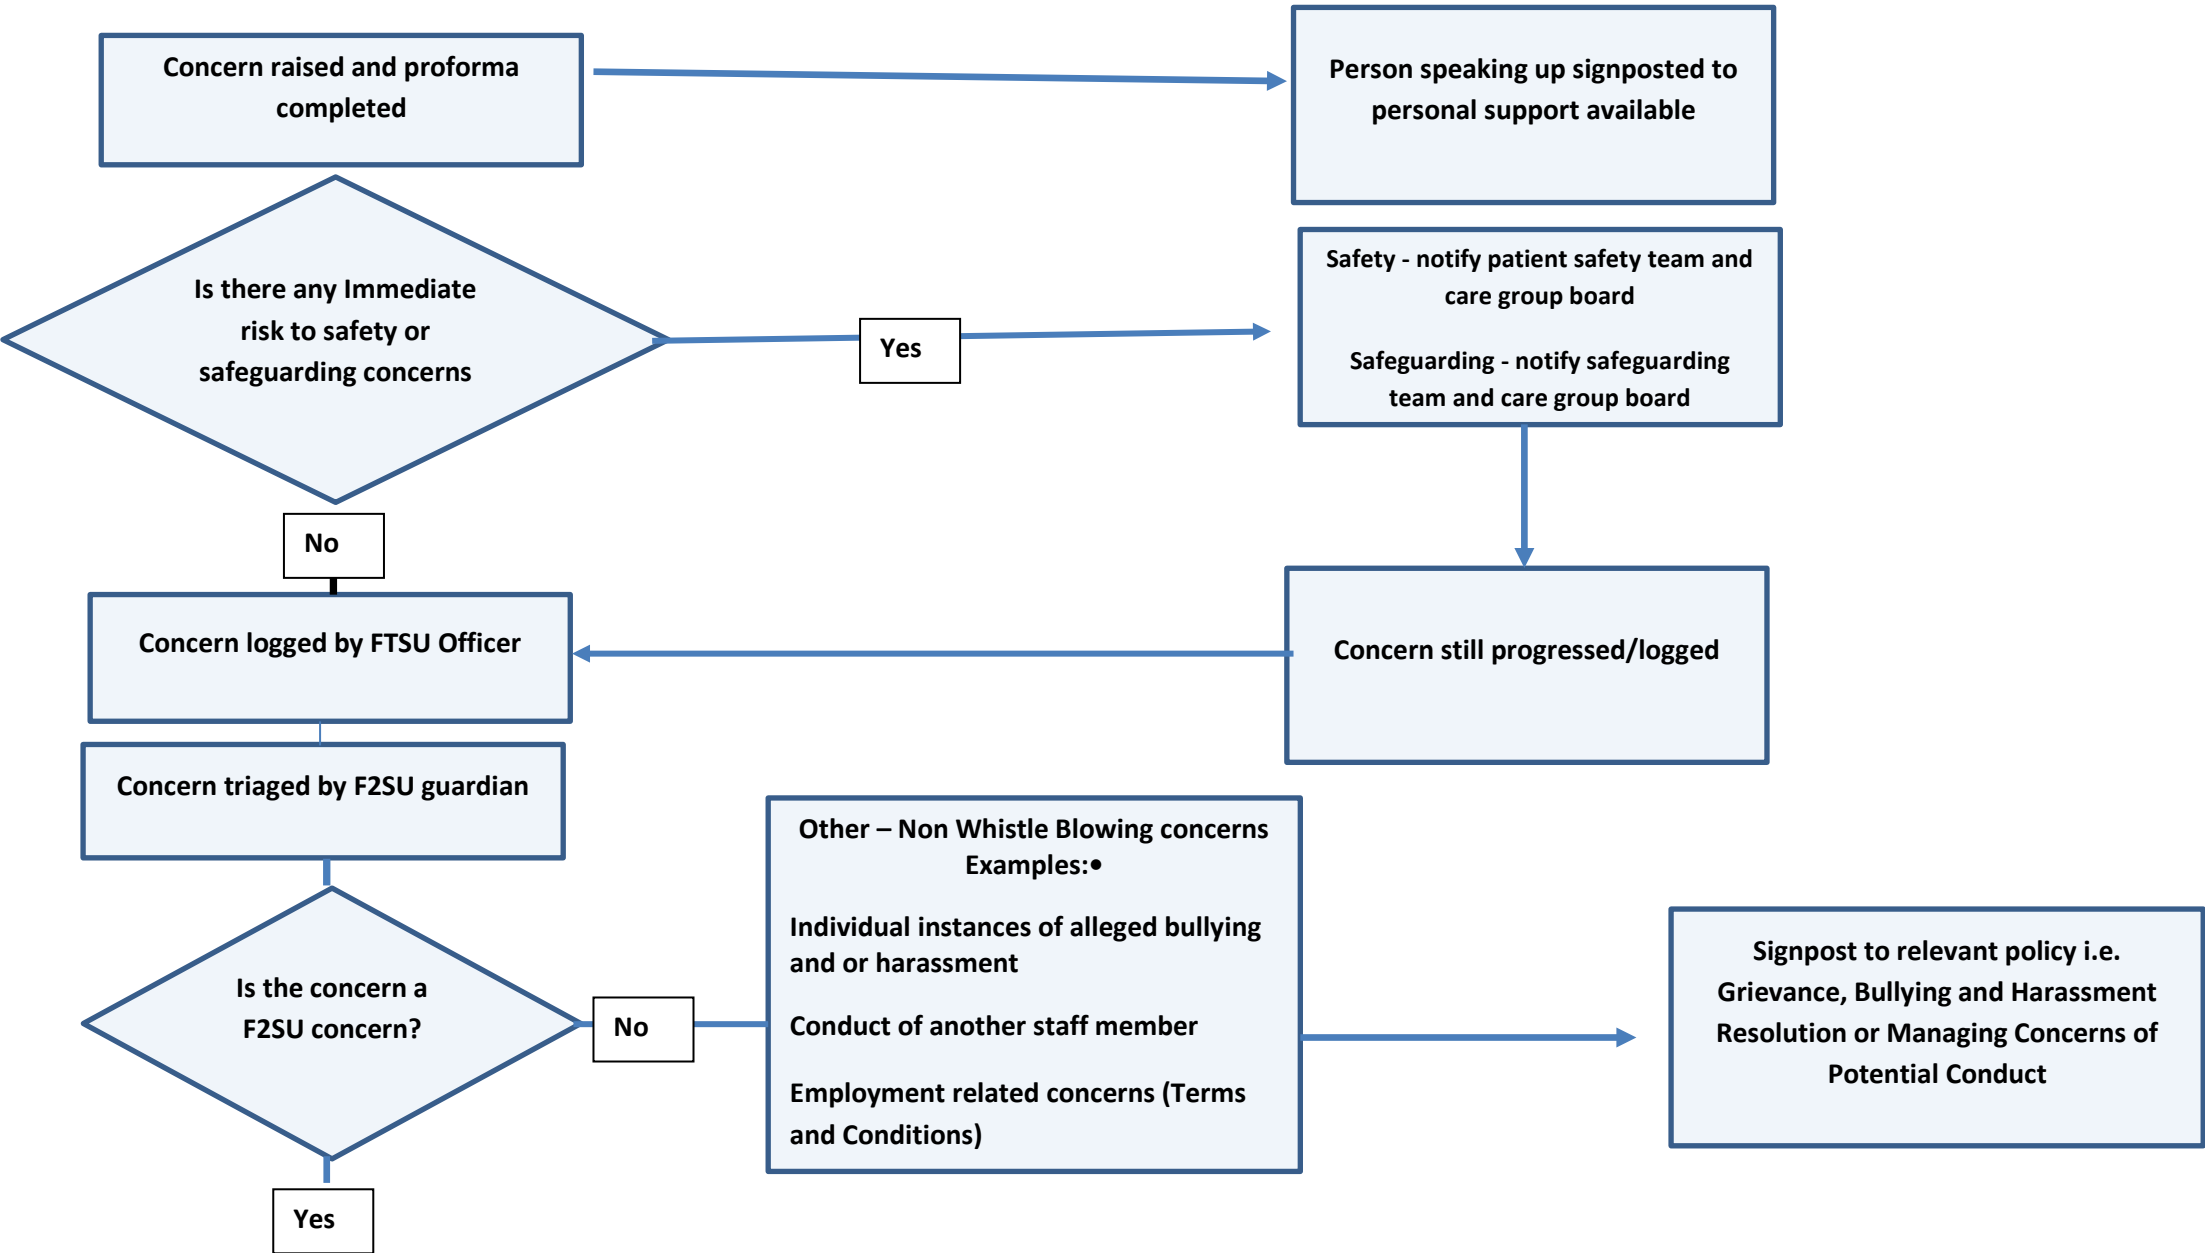 Concern raised and proforma
completed
Person speaking up signposted to
personal support available
Is there any Immediate
risk to safety or
safeguarding concerns
Yes
Safety - notify patient safety team and
care group board
Safeguarding - notify safeguarding
team and care group board
No
Concern logged by FTSU Officer
Concern still progressed/logged
Concern triaged by F2SU guardian
Is the concern a
F2SU concern?
No
Other – Non Whistle Blowing concerns
Examples:•
Individual instances of alleged bullying
and or harassment
Conduct of another staff member
Employment related concerns (Terms
and Conditions)
Signpost to relevant policy i.e.
Grievance, Bullying and Harassment
Resolution or Managing Concerns of
Potential Conduct
Yes